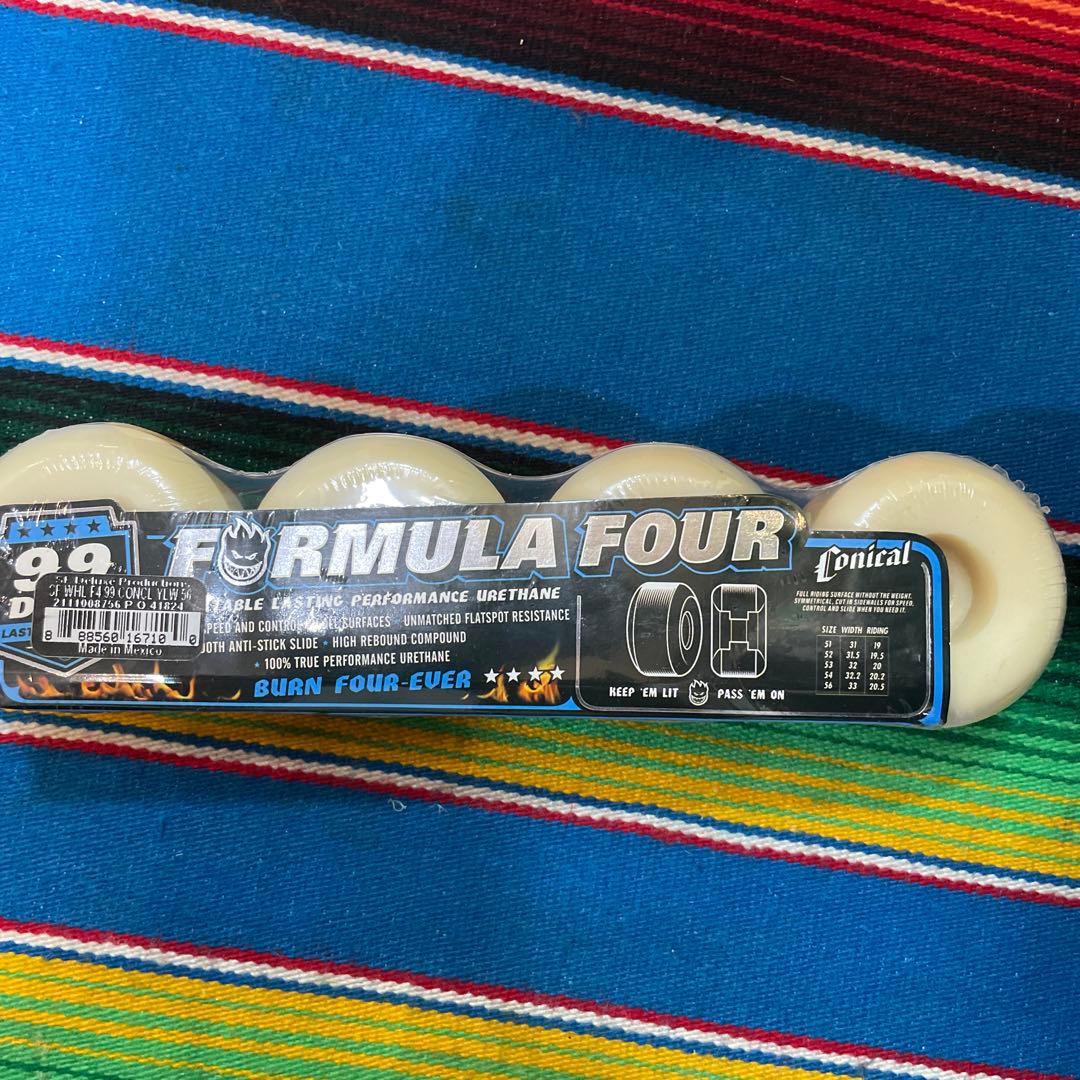 99
D
LAST
SF Deluxe Production
SF WHL F4 99 CONCL YLW 56
2111008756 P O 41824
8 88560 16710 0
Made in Mexico
FORMULA FOUR
TABLE LASTING PERFORMANCE URETHANE
SPEED AND CONTROL SURFACES UNMATCHED FLATSPOT RESISTANCE
OOTH ANTI-STICK SLIDE ★ HIGH REBOUND COMPOUND
★ 100% TRUE PERFORMANCE URETHANE
BURN FOUR-EVER ★★★★
KEEP 'EM LIT PASS 'EM ON
Conical
FULL RIDING SURFACE WITHOUT THE WEIGHT.
SYMMETRICAL, CUT IN SIDEWALLS FOR SPEED,
CONTROL AND SLIDE WHEN YOU NEED IT.
SIZE WIDTH RIDING
51 31 19
52 31.5 19.5
53 32 20
54 32.2 20.2
56 33 20.5